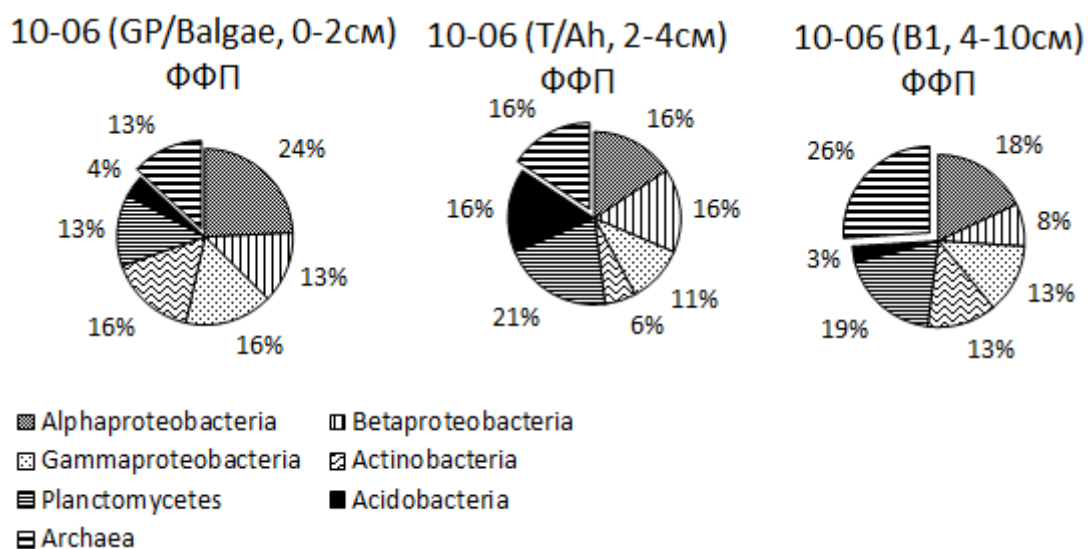 10-06 (GP/Balgae, 0-2см)
ФФП
13%
24%
4%
13%
13%
16%
16%
10-06 (T/Ah, 2-4см)
ФФП
16%
16%
16%
16%
21%
11%
6%
10-06 (B1, 4-10см)
ФФП
26%
18%
8%
3%
13%
19%
13%
Alphaproteobacteria
Betaproteobacteria
Gammaproteobacteria
Actinobacteria
Planctomycetes
Acidobacteria
Archaea